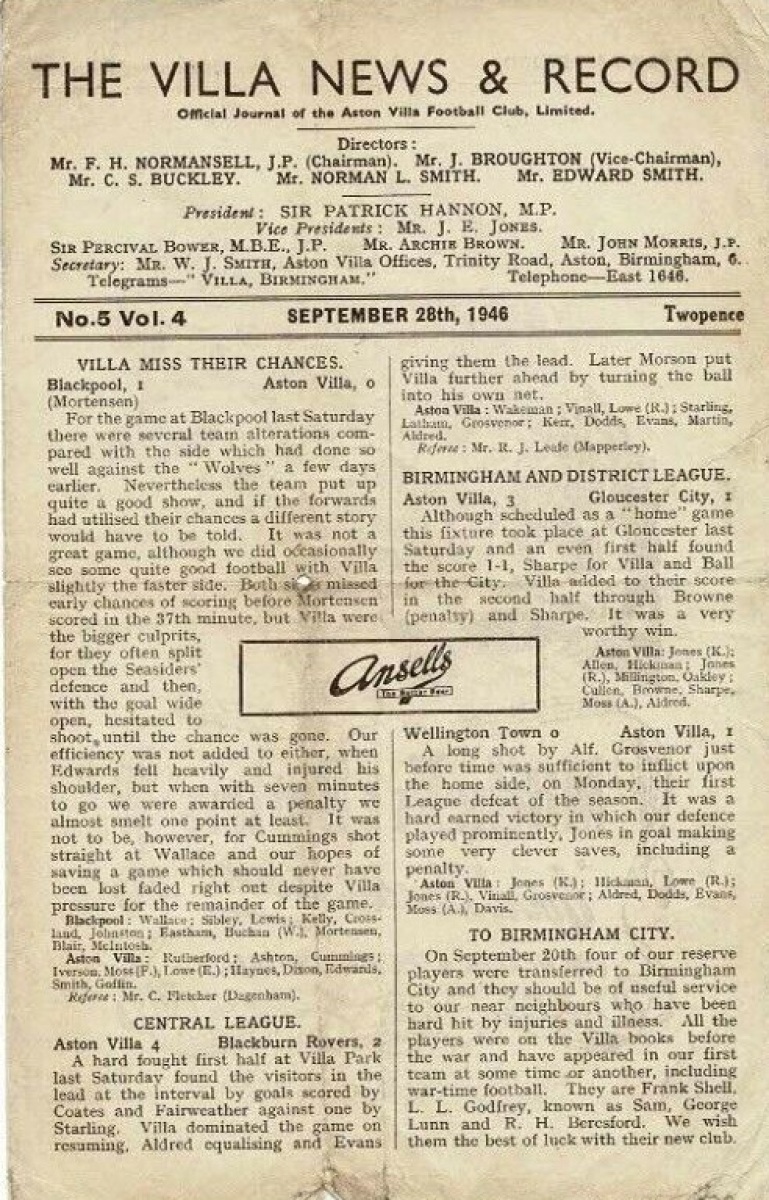 THE VILLA NEWS & RECORD
Official Journal of the Aston Villa Football Club, Limited.
Directors :
Mr. F. H. NORMANSELL, J.P. (Chairman). Mr. J. BROUGHTON (Vice-Chairman),
Mr. C. S. BUCKLEY. Mr. NORMAN L. SMITH. Mr. EDWARD SMITH.
President : SIR PATRICK HANNON, M.P.
Vice Presidents : MR. J. E. JONES.
SIR PERCIVAL BOWER, M.B.E., J.P. MR. ARCHIE BROWN. MR. JOHN MORRIS, J.P.
Secretary: MR. W. J. SMITH, Aston Villa Offices, Trinity Road, Aston, Birmingham, 6.
Telegrams—" VILLA, BIRMINGHAM." Telephone—East 1646.
No.5 Vol. 4 SEPTEMBER 28th, 1946 Twopence
VILLA MISS THEIR CHANCES.
Blackpool, 1 Aston Villa, 0
(Mortensen)
For the game at Blackpool last Saturday
there were several team alterations com-
pared with the side which had done so
well against the " Wolves " a few days
earlier. Nevertheless the team put up
quite a good show, and if the forwards
had utilised their chances a different story
would have to be told. It was not a
great game, although we did occasionally
see some quite good football with Villa
slightly the faster side. Both sides missed
early chances of scoring before Mortensen
scored in the 37th minute, but Villa were
the bigger culprits,
for they often split
open the Seasiders'
defence and then,
with the goal wide
open, hesitated to
shoot until the chance was gone. Our
efficiency was not added to either, when
Edwards fell heavily and injured his
shoulder, but when with seven minutes
to go we were awarded a penalty we
almost smelt one point at least. It was
not to be, however, for Cummings shot
straight at Wallace and our hopes of
saving a game which should never have
been lost faded right out despite Villa
pressure for the remainder of the game.
Blackpool : Wallace ; Sibley, Lewis ; Kelly, Cross-
land, Johnston ; Eastham, Buchan (W.), Mortensen,
Blair, McIntosh.
Aston Villa : Rutherford ; Ashton, Cummings ;
Iverson, Moss (F.), Lowe (E.) ; Haynes, Dixon, Edwards,
Smith, Goffin.
Referee : Mr. C. Fletcher (Dagenham).
CENTRAL LEAGUE.
Aston Villa 4 Blackburn Rovers, 2
A hard fought first half at Villa Park
last Saturday found the visitors in the
lead at the interval by goals scored by
Coates and Fairweather against one by
Starling. Villa dominated the game on
resuming, Aldred equalising and Evans
giving them the lead. Later Morson put
Villa further ahead by turning the ball
into his own net.
Aston Villa : Wakeman ; Vinall, Lowe (R.) ; Starling,
Latham, Grosvenor ; Kerr, Dodds, Evans, Martin,
Aldred.
Referee : Mr. R. J. Leafe (Mapperley).
BIRMINGHAM AND DISTRICT LEAGUE.
Aston Villa, 3 Gloucester City, 1
Although scheduled as a "home" game
this fixture took place at Gloucester last
Saturday and an even first half found
the score 1-1, Sharpe for Villa and Ball
for the City. Villa added to their score
in the second half through Browne
(penalty) and Sharpe. It was a very
worthy win.
Aston Villa: Jones (K.);
Allen, Hickman ; Jones
(R.), Millington, Oakley ;
Cullen, Browne, Sharpe,
Moss (A.), Aldred.
Ansells
The Better Beer
Wellington Town 0 Aston Villa, 1
A long shot by Alf. Grosvenor just
before time was sufficient to inflict upon
the home side, on Monday, their first
League defeat of the season. It was a
hard earned victory in which our defence
played prominently, Jones in goal making
some very clever saves, including a
penalty.
Aston Villa : Jones (K.) ; Hickman, Lowe (R.) ;
Jones (R.), Vinall, Grosvenor ; Aldred, Dodds, Evans,
Moss (A.), Davis.
TO BIRMINGHAM CITY.
On September 20th four of our reserve
players were transferred to Birmingham
City and they should be of useful service
to our near neighbours who have been
hard hit by injuries and illness. All the
players were on the Villa books before
the war and have appeared in our first
team at some time or another, including
war-time football. They are Frank Shell,
L. L. Godfrey, known as Sam, George
Lunn and R. H. Beresford. We wish
them the best of luck with their new club.